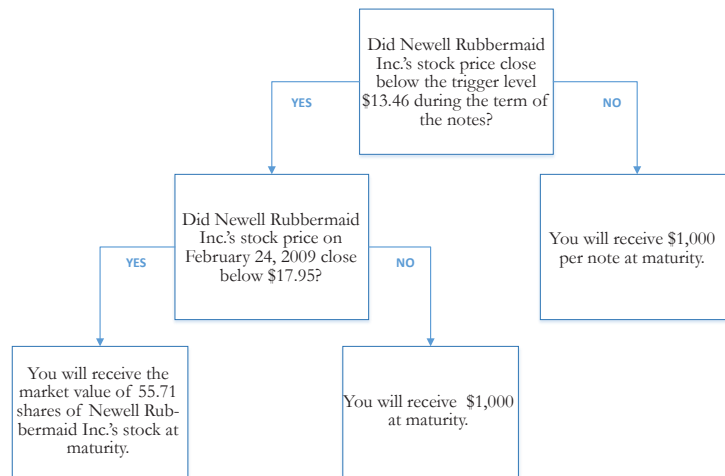 Did Newell Rubbermaid
Inc.'s stock price close
below the trigger level
$13.46 during the term of
the notes?
YES
NO
Did Newell Rubbermaid
Inc.'s stock price on
February 24, 2009 close
below $17.95?
You will receive $1,000
per note at maturity.
YES
NO
You will receive the
market value of 55.71
shares of Newell Rub-
bermaid Inc.'s stock at
maturity.
You will receive $1,000
at maturity.